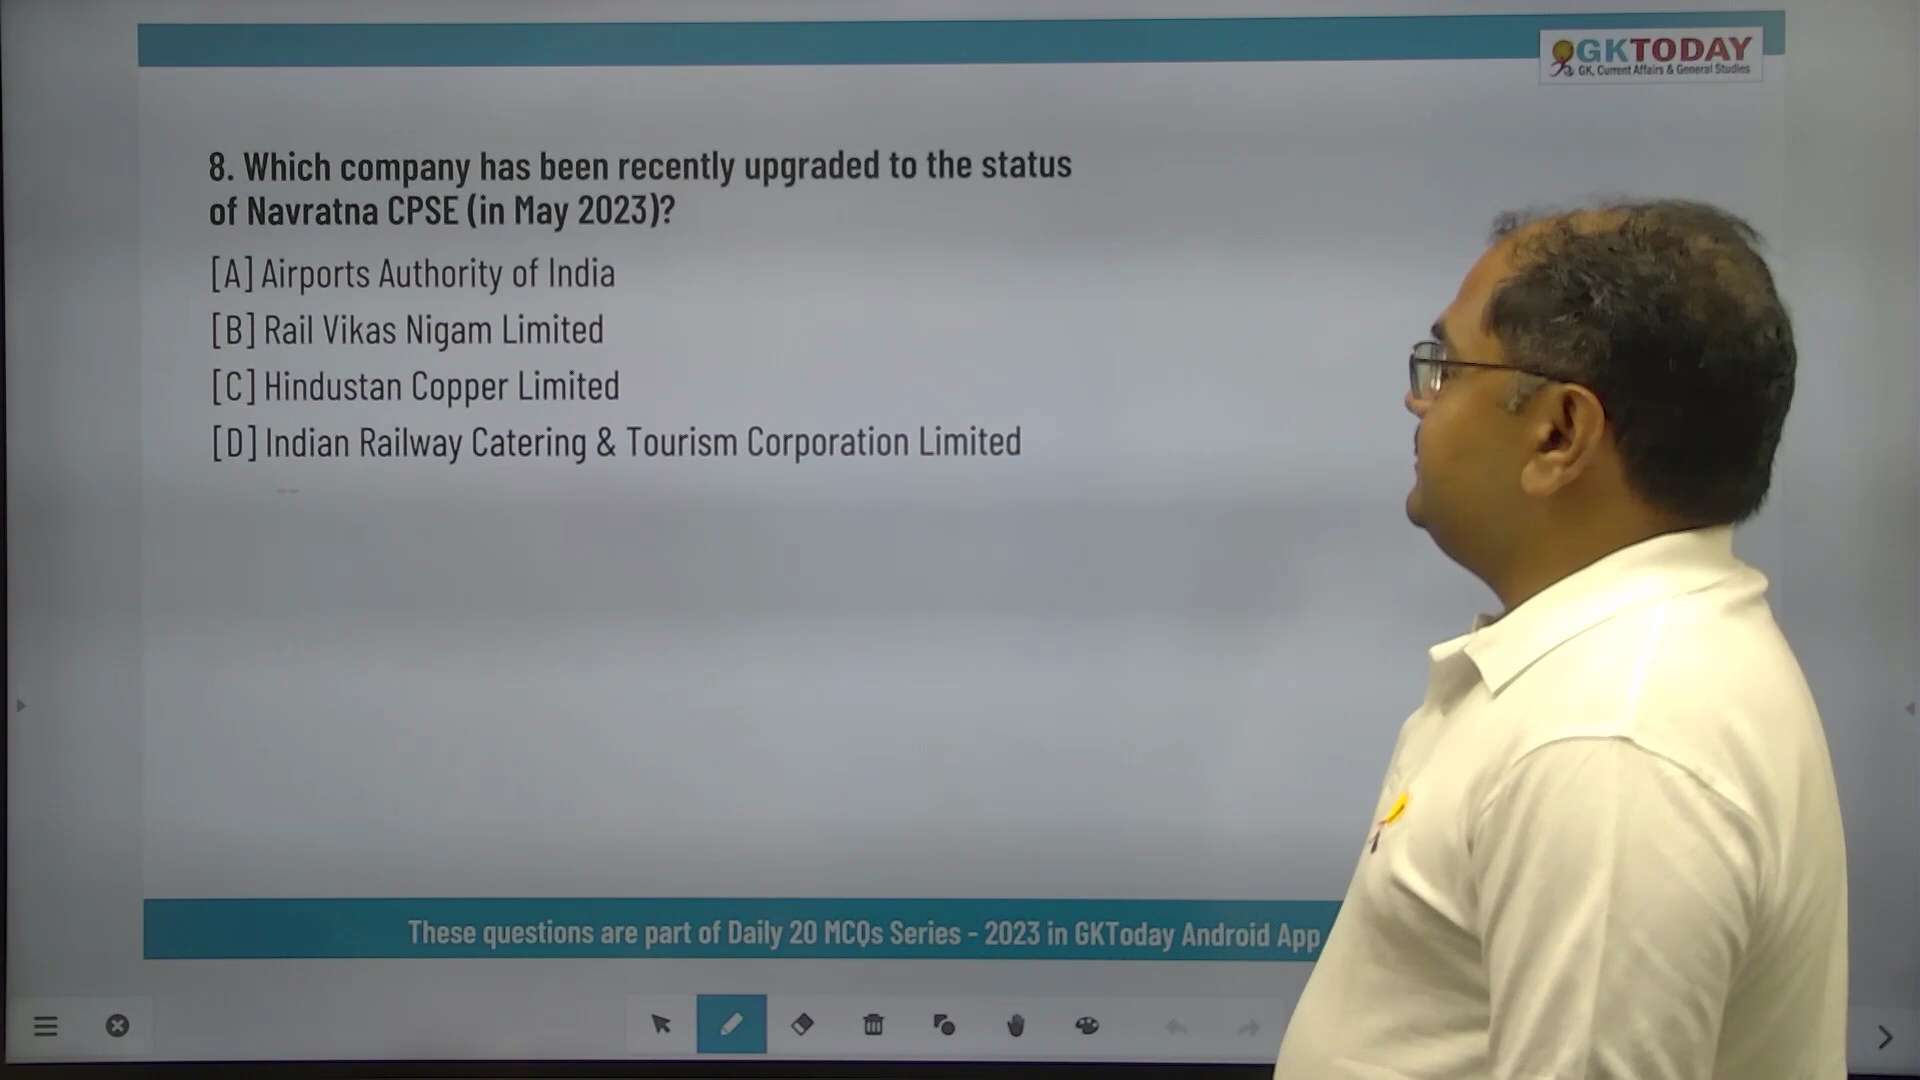 GKTODAY
GK, Current Affairs & General Studies
8. Which company has been recently upgraded to the status
of Navratna CPSE (in May 2023)?
[A] Airports Authority of India
[B] Rail Vikas Nigam Limited
[C] Hindustan Copper Limited
[D] Indian Railway Catering & Tourism Corporation Limited
These questions are part of Daily 20 MCQs Series - 2023 in GKToday Android App